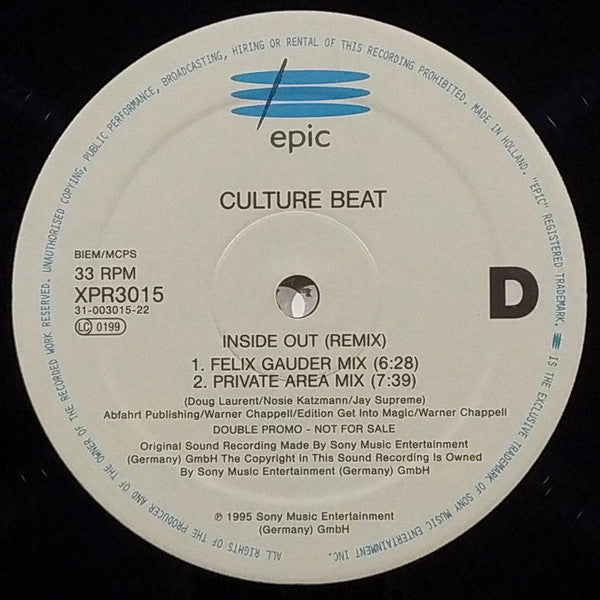 epic
CULTURE BEAT
BIEM/MCPS
33 RPM
XPR3015
31-003015-22
LC 0199
D
INSIDE OUT (REMIX)
1. FELIX GAUDER MIX (6:28)
2. PRIVATE AREA MIX (7:39)
(Doug Laurent/Nosie Katzmann/Jay Supreme)
Abfahrt Publishing/Warner Chappell/Edition Get Into Magic/Warner Chappell
DOUBLE PROMO - NOT FOR SALE
Original Sound Recording Made By Sony Music Entertainment
(Germany) GmbH The Copyright In This Sound Recording Is Owned
By Sony Music Entertainment (Germany) GmbH
℗ 1995 Sony Music Entertainment
(Germany) GmbH
ALL RIGHTS OF THE PRODUCER AND OF THE OWNER OF THE RECORDED WORK RESERVED. UNAUTHORISED COPYING, PUBLIC PERFORMANCE, BROADCASTING, HIRING OR RENTAL OF THIS RECORDING PROHIBITED. MADE IN HOLLAND. "EPIC" REGISTERED TRADEMARK. IS THE EXCLUSIVE TRADEMARK OF SONY MUSIC ENTERTAINMENT INC.